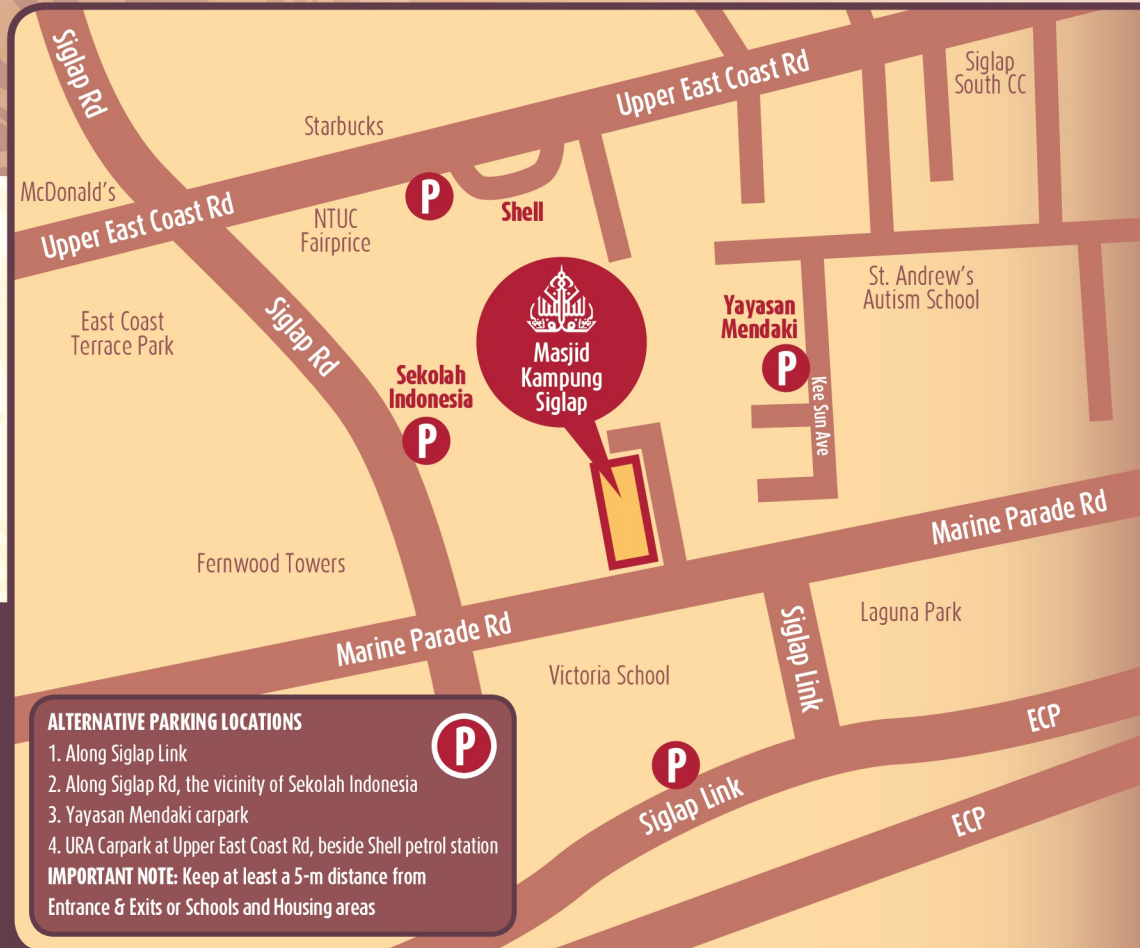 Siglap Rd
Upper East Coast Rd
Siglap
South CC
Starbucks
McDonald's
P
Shell
Upper East Coast Rd
NTUC
Fairprice
St. Andrew's
Autism School
East Coast
Terrace Park
Siglap Rd
Yayasan
Mendaki
P
Kee Sun Ave
Masjid
Kampung
Siglap
Sekolah
Indonesia
P
Marine Parade Rd
Fernwood Towers
Marine Parade Rd
Siglap Link
Laguna Park
Victoria School
ECP
P
Siglap Link
ECP
ALTERNATIVE PARKING LOCATIONS
P
1. Along Siglap Link
2. Along Siglap Rd, the vicinity of Sekolah Indonesia
3. Yayasan Mendaki carpark
4. URA Carpark at Upper East Coast Rd, beside Shell petrol station
IMPORTANT NOTE: Keep at least a 5-m distance from
Entrance & Exits or Schools and Housing areas